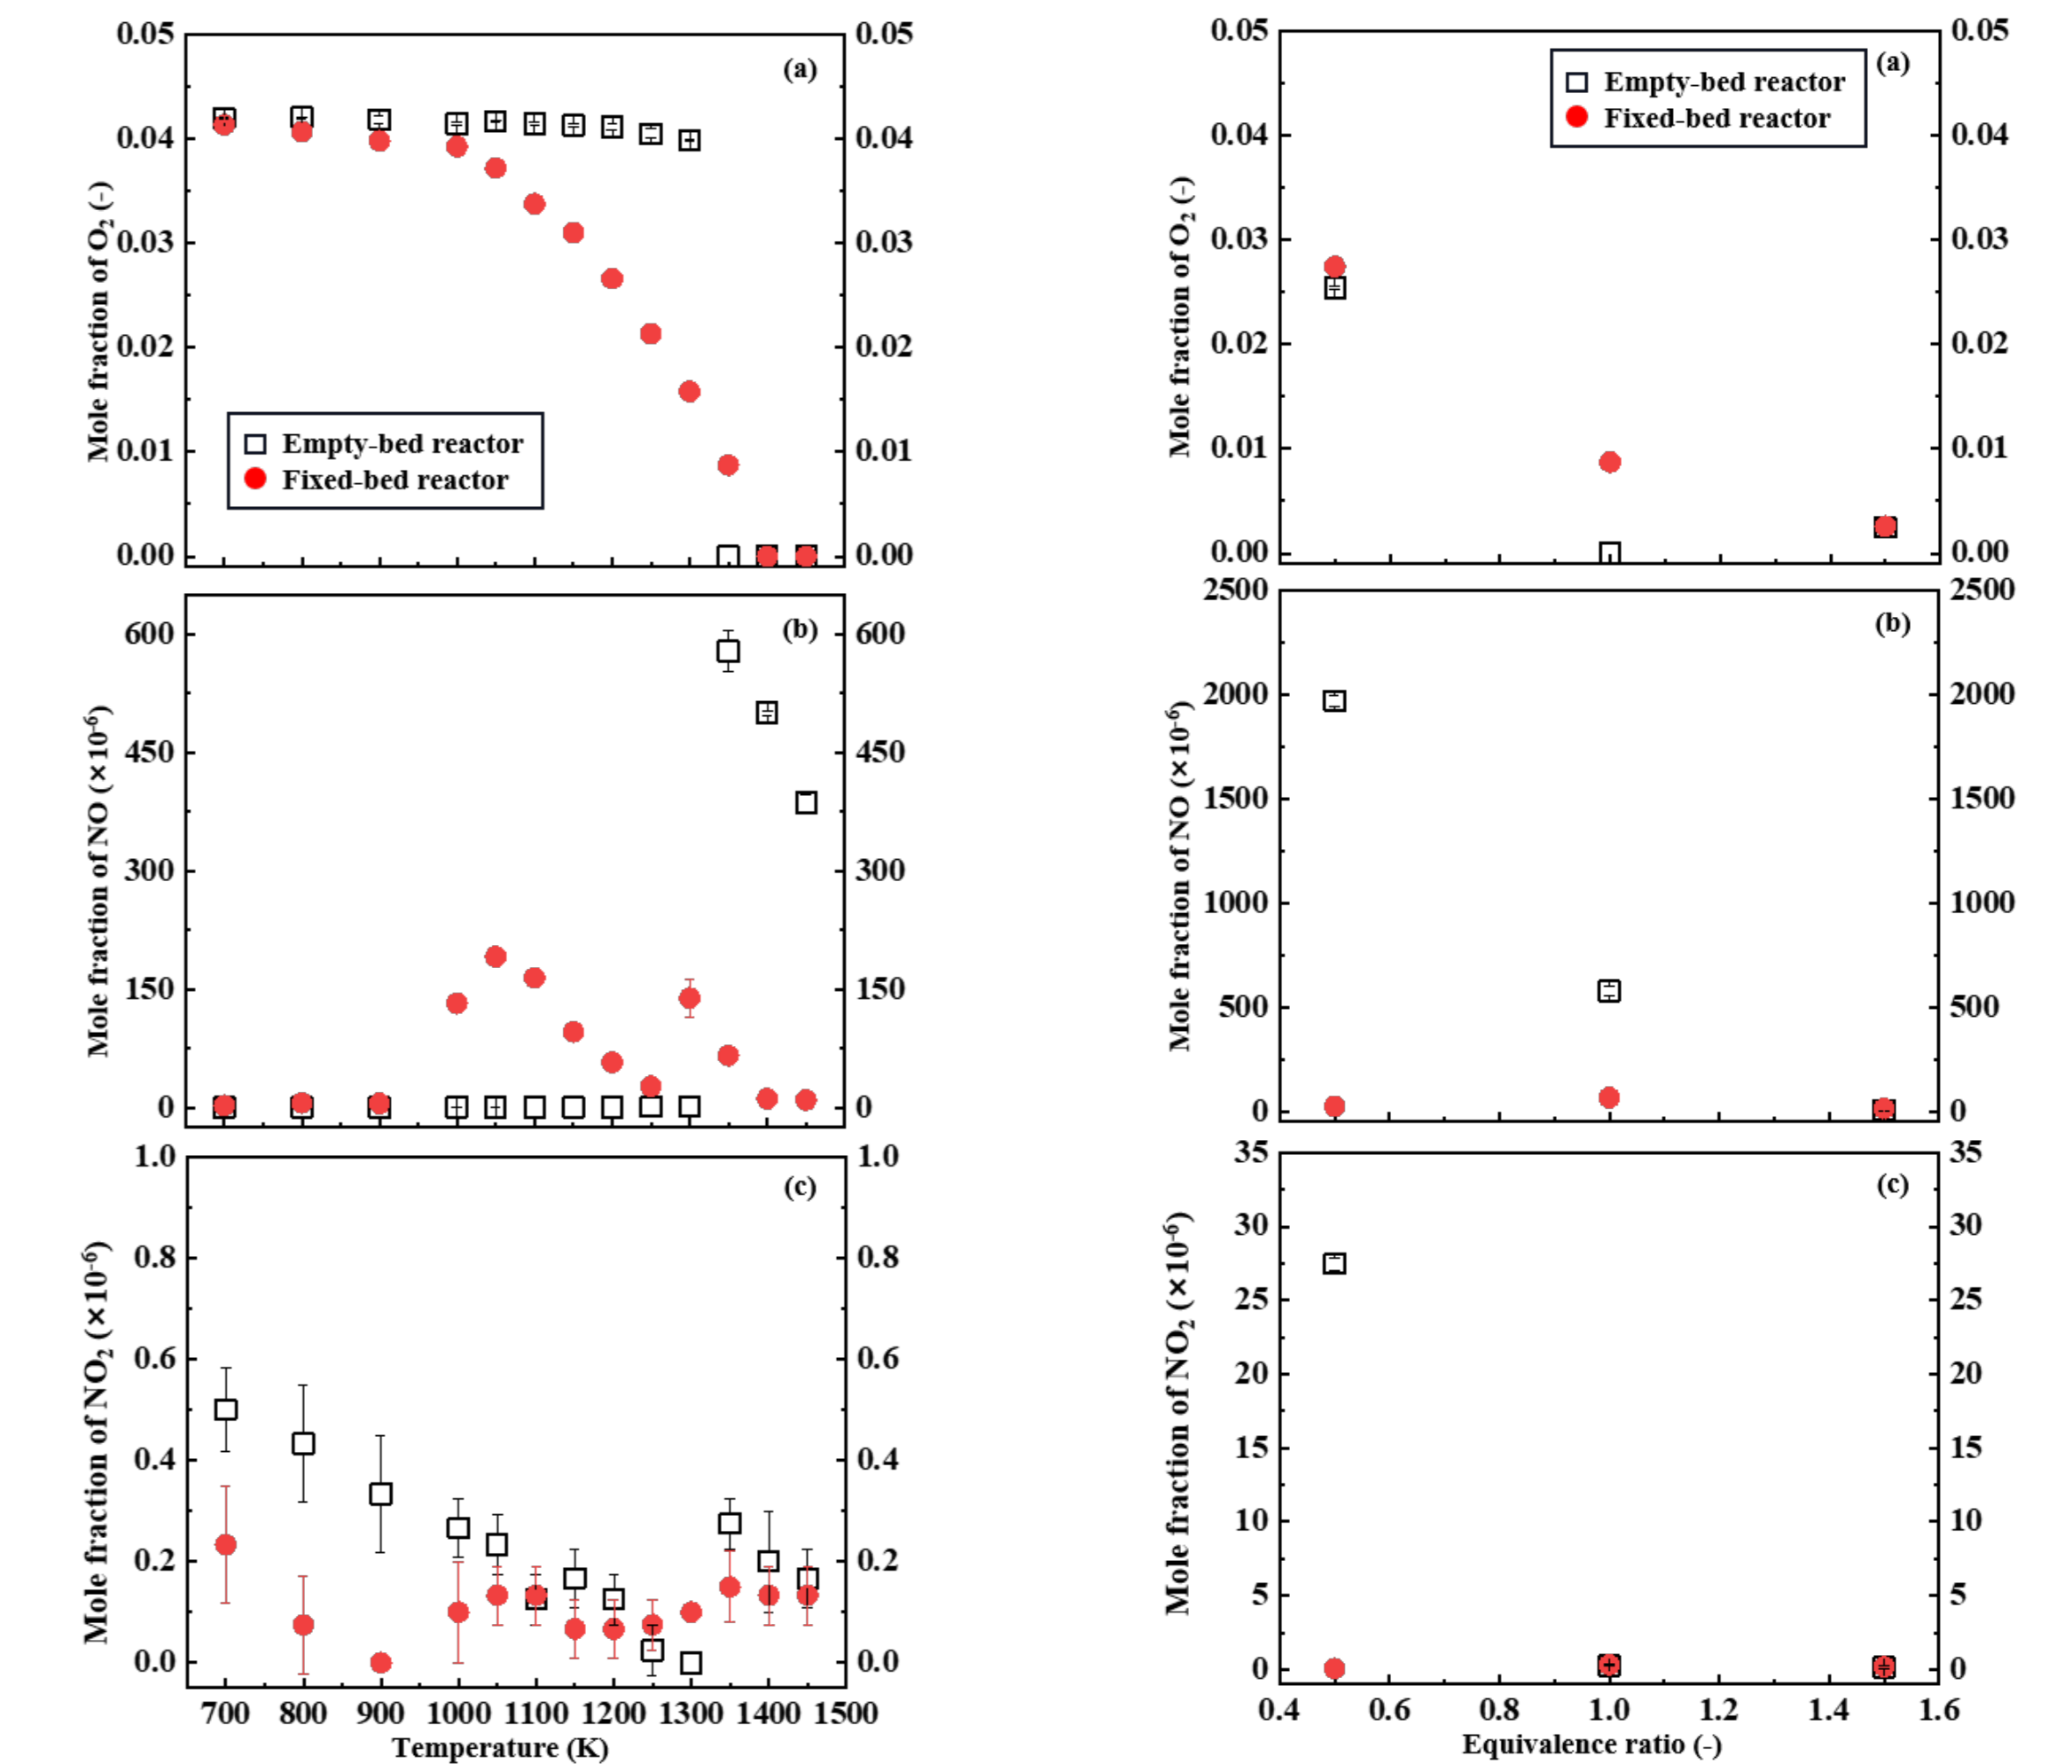 0.05 0.05
(a)
0.04 0.04
0.03 0.03
0.02 0.02
0.01 0.01
0.00 0.00
Mole fraction of O₂ (-)
Empty-bed reactor
Fixed-bed reactor
(b)
600 600
450 450
300 300
150 150
0 0
Mole fraction of NO (×10⁻⁶)
1.0 1.0
(c)
0.8 0.8
0.6 0.6
0.4 0.4
0.2 0.2
0.0 0.0
Mole fraction of NO₂ (×10⁻⁶)
700 800 900 1000 1100 1200 1300 1400 1500
Temperature (K)
0.05 0.05
(a)
Empty-bed reactor
Fixed-bed reactor
0.04 0.04
0.03 0.03
0.02 0.02
0.01 0.01
0.00 0.00
Mole fraction of O₂ (-)
2500 2500
(b)
2000 2000
1500 1500
1000 1000
500 500
0 0
Mole fraction of NO (×10⁻⁶)
35 35
(c)
30 30
25 25
20 20
15 15
10 10
5 5
0 0
Mole fraction of NO₂ (×10⁻⁶)
0.4 0.6 0.8 1.0 1.2 1.4 1.6
Equivalence ratio (-)